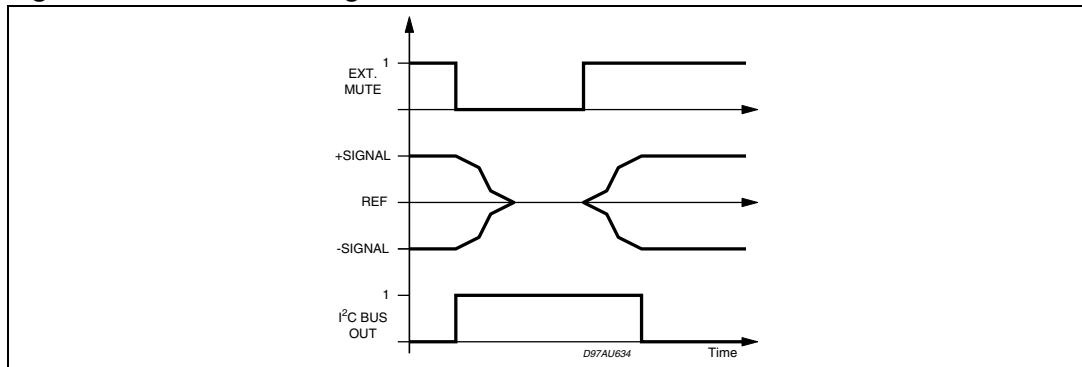 1
EXT.
MUTE
+SIGNAL
REF
-SIGNAL
1
I²C BUS
OUT
D97AU634
Time